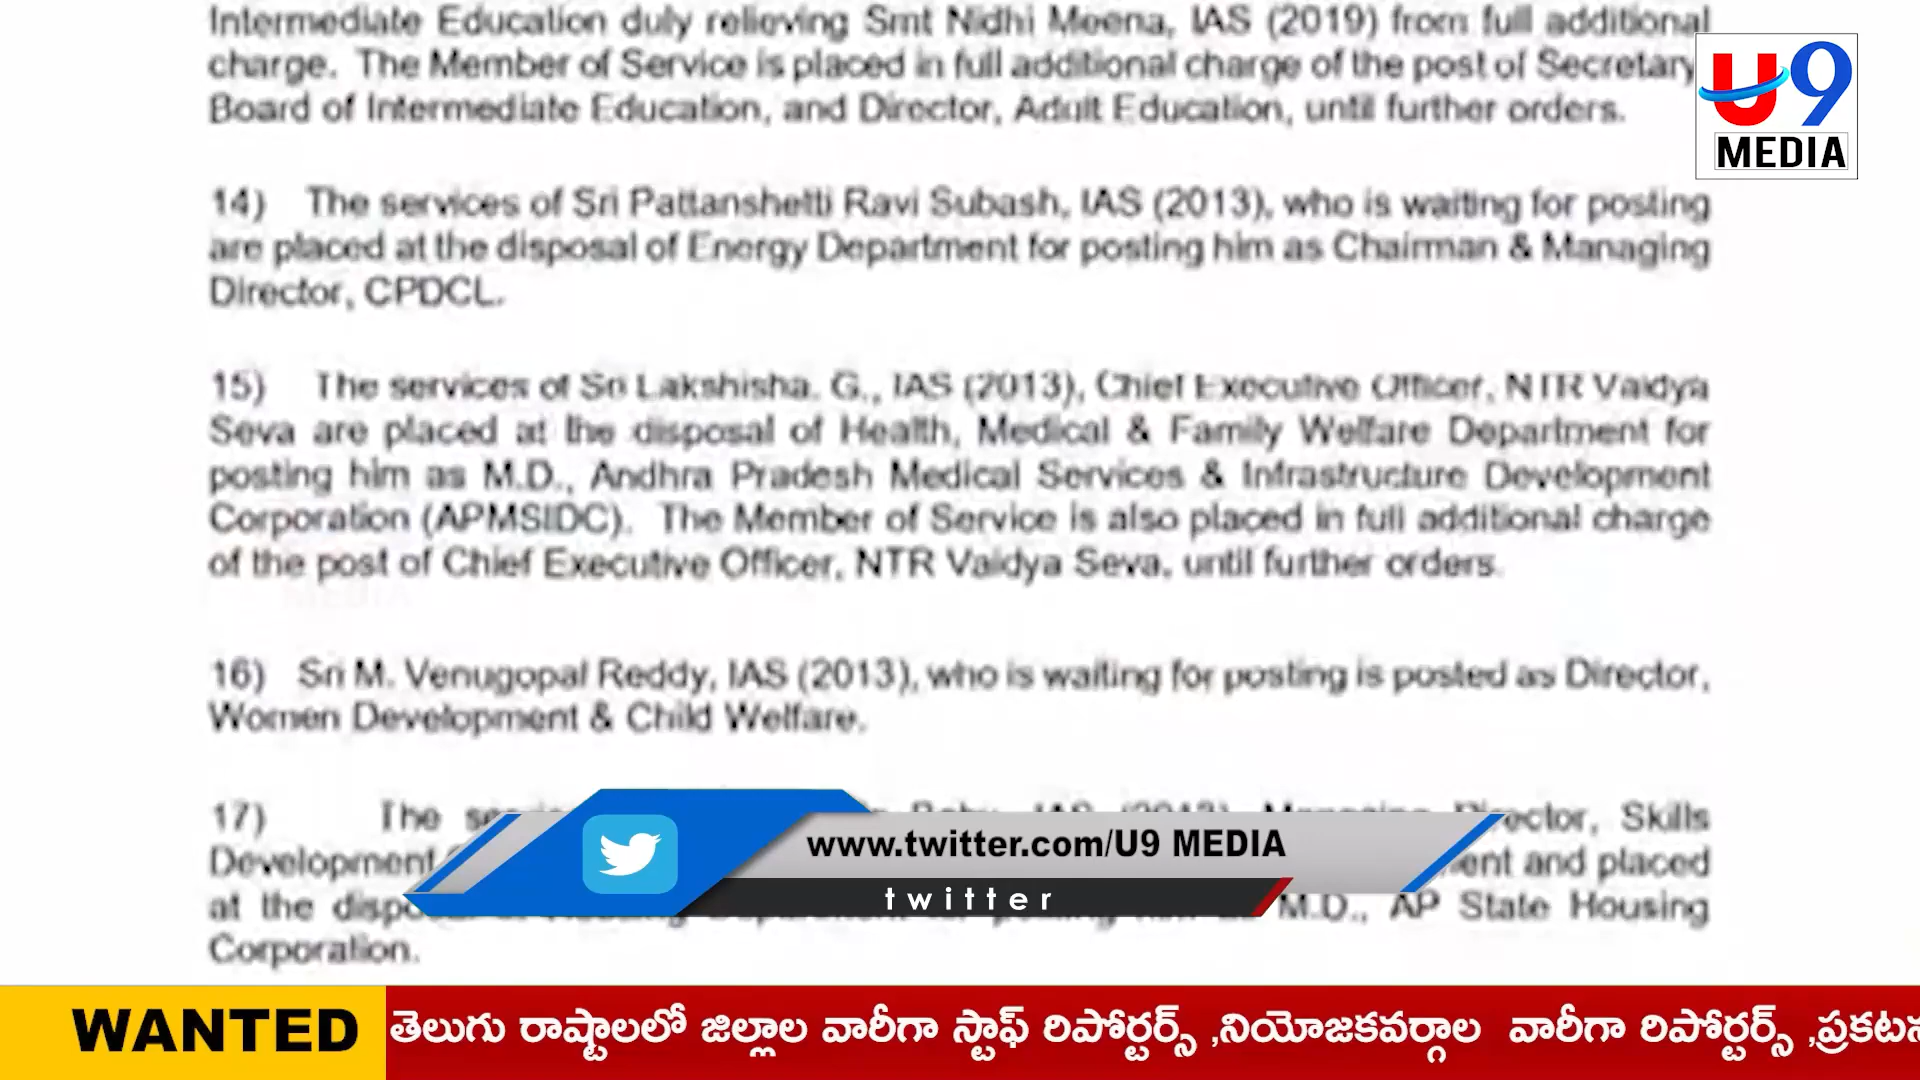 Intermediate Education duly relieving Smt Nidhi Meena, IAS (2019) from full additional
charge. The Member of Service is placed in full additional charge of the post of Secretary
Board of Intermediate Education, and Director, Adult Education, until further orders.
14) The services of Sri Pattanshetti Ravi Subash, IAS (2013), who is waiting for posting
are placed at the disposal of Energy Department for posting him as Chairman & Managing
Director, CPDCL.
15) The services of Sri Lakshisha. G., IAS (2013), Chief Executive Officer, NTR Vaidya
Seva are placed at the disposal of Health, Medical & Family Welfare Department for
posting him as M.D., Andhra Pradesh Medical Services & Infrastructure Development
Corporation (APMSIDC). The Member of Service is also placed in full additional charge
of the post of Chief Executive Officer, NTR Vaidya Seva, until further orders.
16) Sri M. Venugopal Reddy, IAS (2013), who is waiting for posting is posted as Director,
Women Development & Child Welfare.
17) The Babu, IAS (2013), Managing Director, Skills
Development and placed
at the M.D., AP State Housing
Corporation.
U9
MEDIA
www.twitter.com/U9 MEDIA
twitter
WANTED తెలుగు రాష్ట్రాలలో జిల్లాల వారీగా స్టాఫ్ రిపోర్టర్స్ ,నియోజకవర్గాల వారీగా రిపోర్టర్స్ ,ప్రకటన